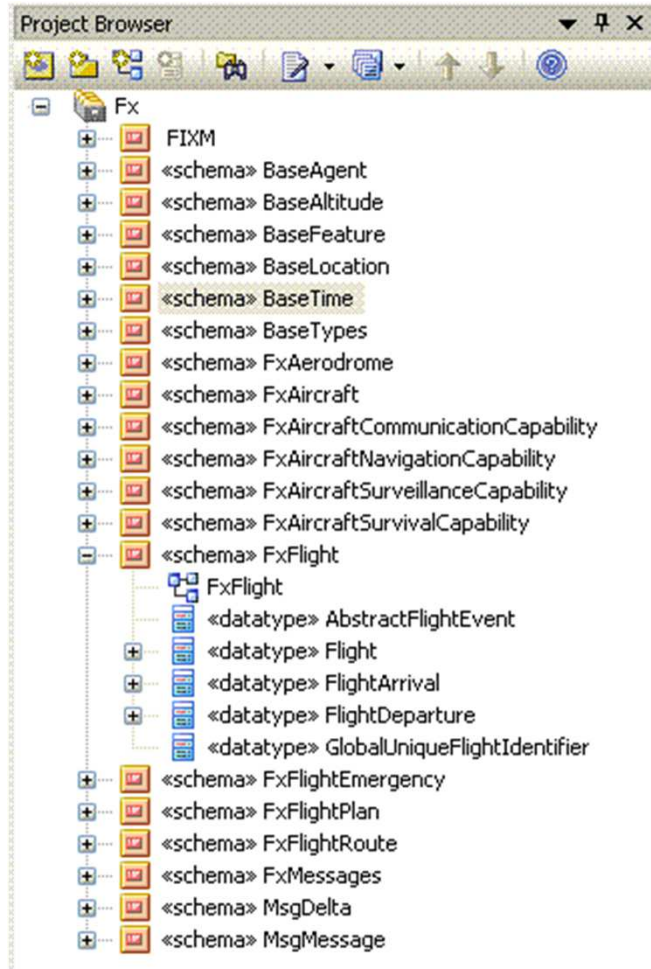 Project Browser
Fx
FIXM
«schema» BaseAgent
«schema» BaseAltitude
«schema» BaseFeature
«schema» BaseLocation
«schema» BaseTime
«schema» BaseTypes
«schema» FxAerodrome
«schema» FxAircraft
«schema» FxAircraftCommunicationCapability
«schema» FxAircraftNavigationCapability
«schema» FxAircraftSurveillanceCapability
«schema» FxAircraftSurvivalCapability
«schema» FxFlight
FxFlight
«datatype» AbstractFlightEvent
«datatype» Flight
«datatype» FlightArrival
«datatype» FlightDeparture
«datatype» GlobalUniqueFlightIdentifier
«schema» FxFlightEmergency
«schema» FxFlightPlan
«schema» FxFlightRoute
«schema» FxMessages
«schema» MsgDelta
«schema» MsgMessage